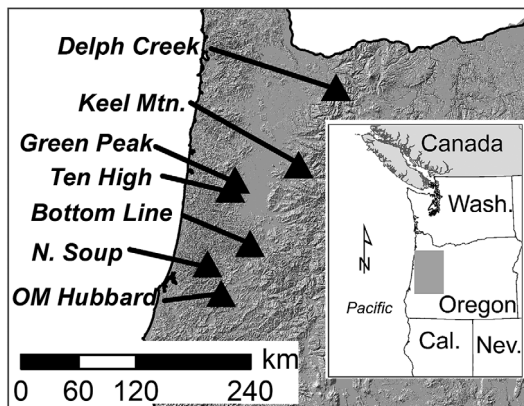 Delph Creek
Keel Mtn.
Green Peak
Ten High
Bottom Line
N. Soup
OM Hubbard
km
0 60 120 240
Canada
Wash.
N
Pacific
Oregon
Cal.
Nev.